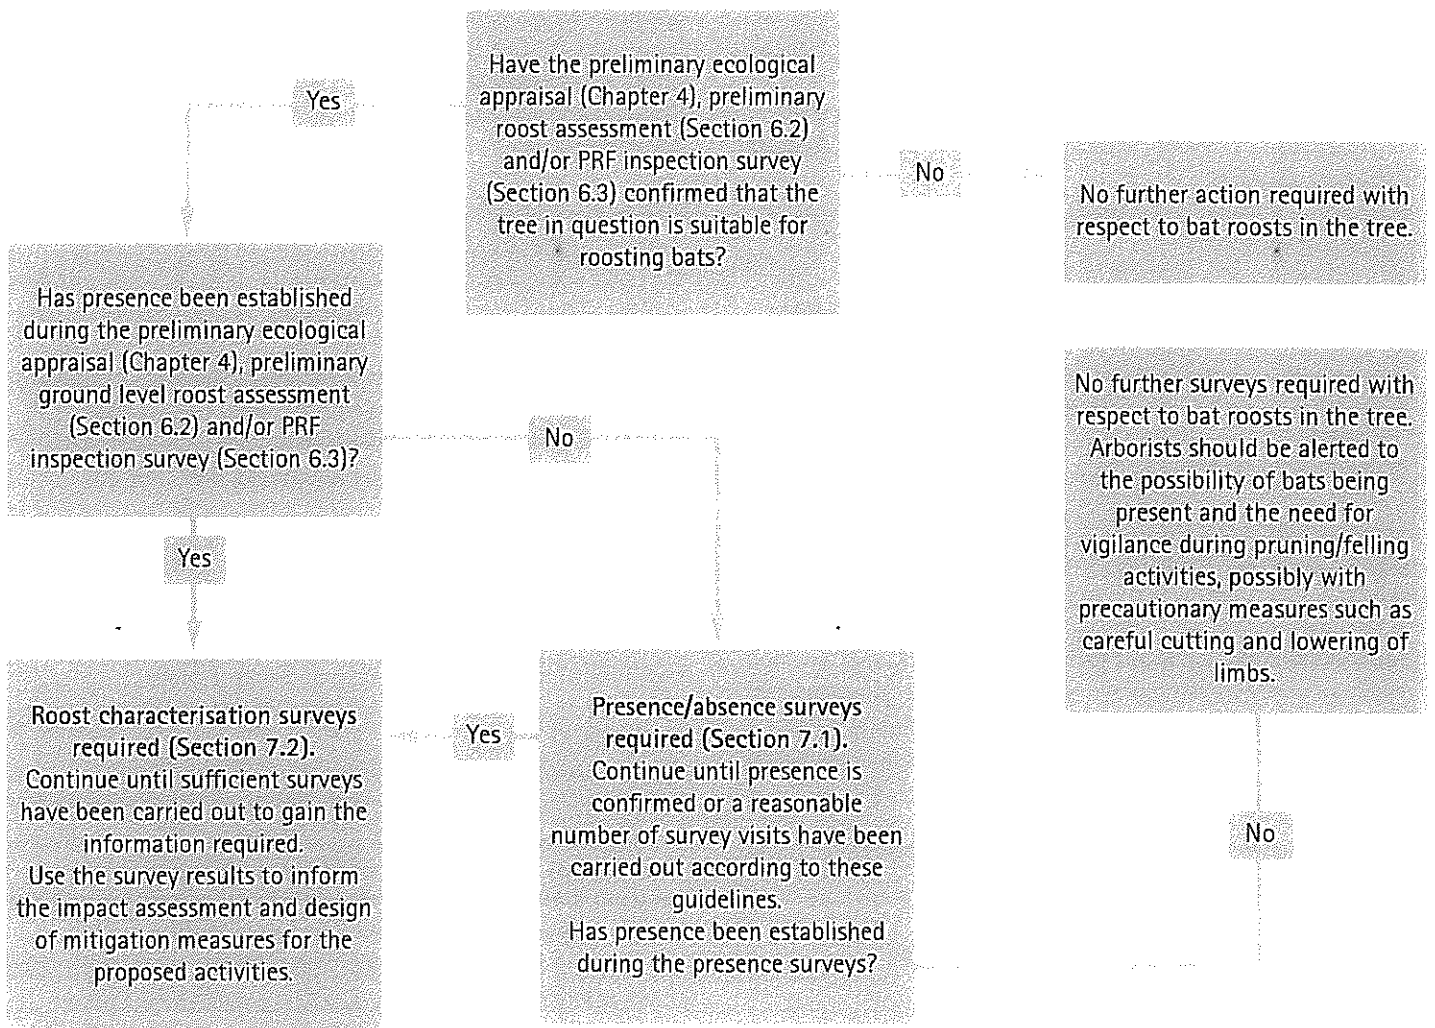 Have the preliminary ecological
appraisal (Chapter 4), preliminary
roost assessment (Section 6.2)
and/or PRF inspection survey
(Section 6.3) confirmed that the
tree in question is suitable for
roosting bats?
Yes
No
No further action required with
respect to bat roosts in the tree.
Has presence been established
during the preliminary ecological
appraisal (Chapter 4), preliminary
ground level roost assessment
(Section 6.2) and/or PRF
inspection survey (Section 6.3)?
No
Yes
No further surveys required with
respect to bat roosts in the tree.
Arborists should be alerted to
the possibility of bats being
present and the need for
vigilance during pruning/felling
activities, possibly with
precautionary measures such as
careful cutting and lowering of
limbs.
Roost characterisation surveys
required (Section 7.2).
Continue until sufficient surveys
have been carried out to gain the
information required.
Use the survey results to inform
the impact assessment and design
of mitigation measures for the
proposed activities.
Yes
Presence/absence surveys
required (Section 7.1).
Continue until presence is
confirmed or a reasonable
number of survey visits have been
carried out according to these
guidelines.
Has presence been established
during the presence surveys?
No